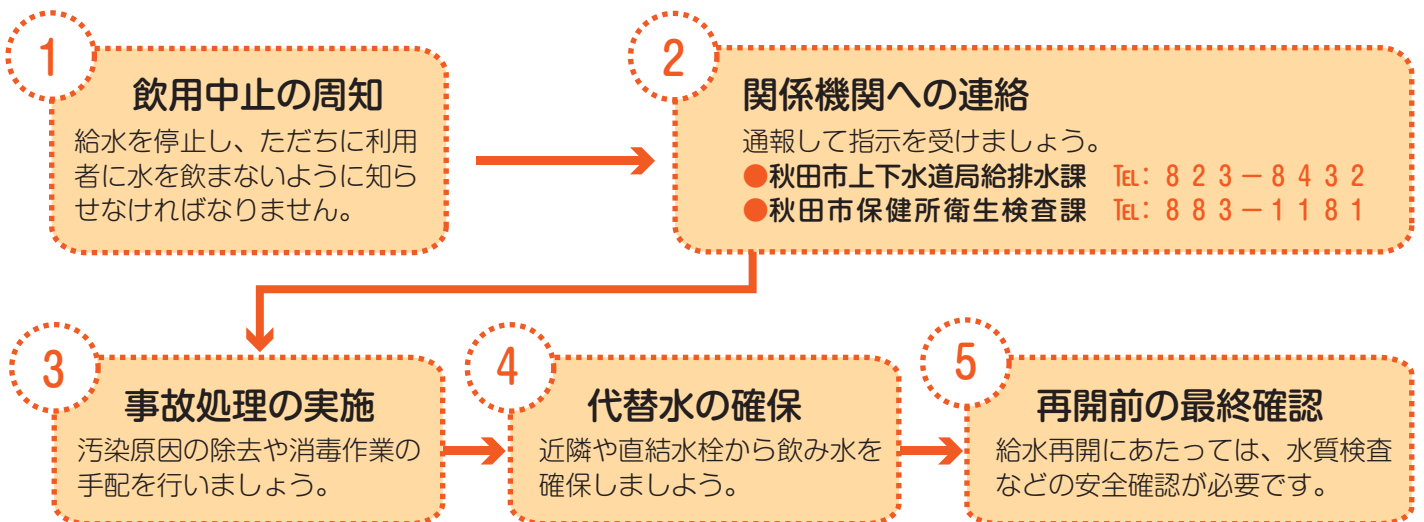 1
飲用中止の周知
給水を停止し、ただちに利用
者に水を飲まないように知ら
せなければなりません。
2
関係機関への連絡
通報して指示を受けましょう。
●秋田市上下水道局給排水課 ℡：８２３－８４３２
●秋田市保健所衛生検査課 ℡：８８３－１１８１
3
事故処理の実施
汚染原因の除去や消毒作業の
手配を行いましょう。
4
代替水の確保
近隣や直結水栓から飲み水を
確保しましよう。
5
再開前の最終確認
給水再開にあたっては、水質検査
などの安全確認が必要です。